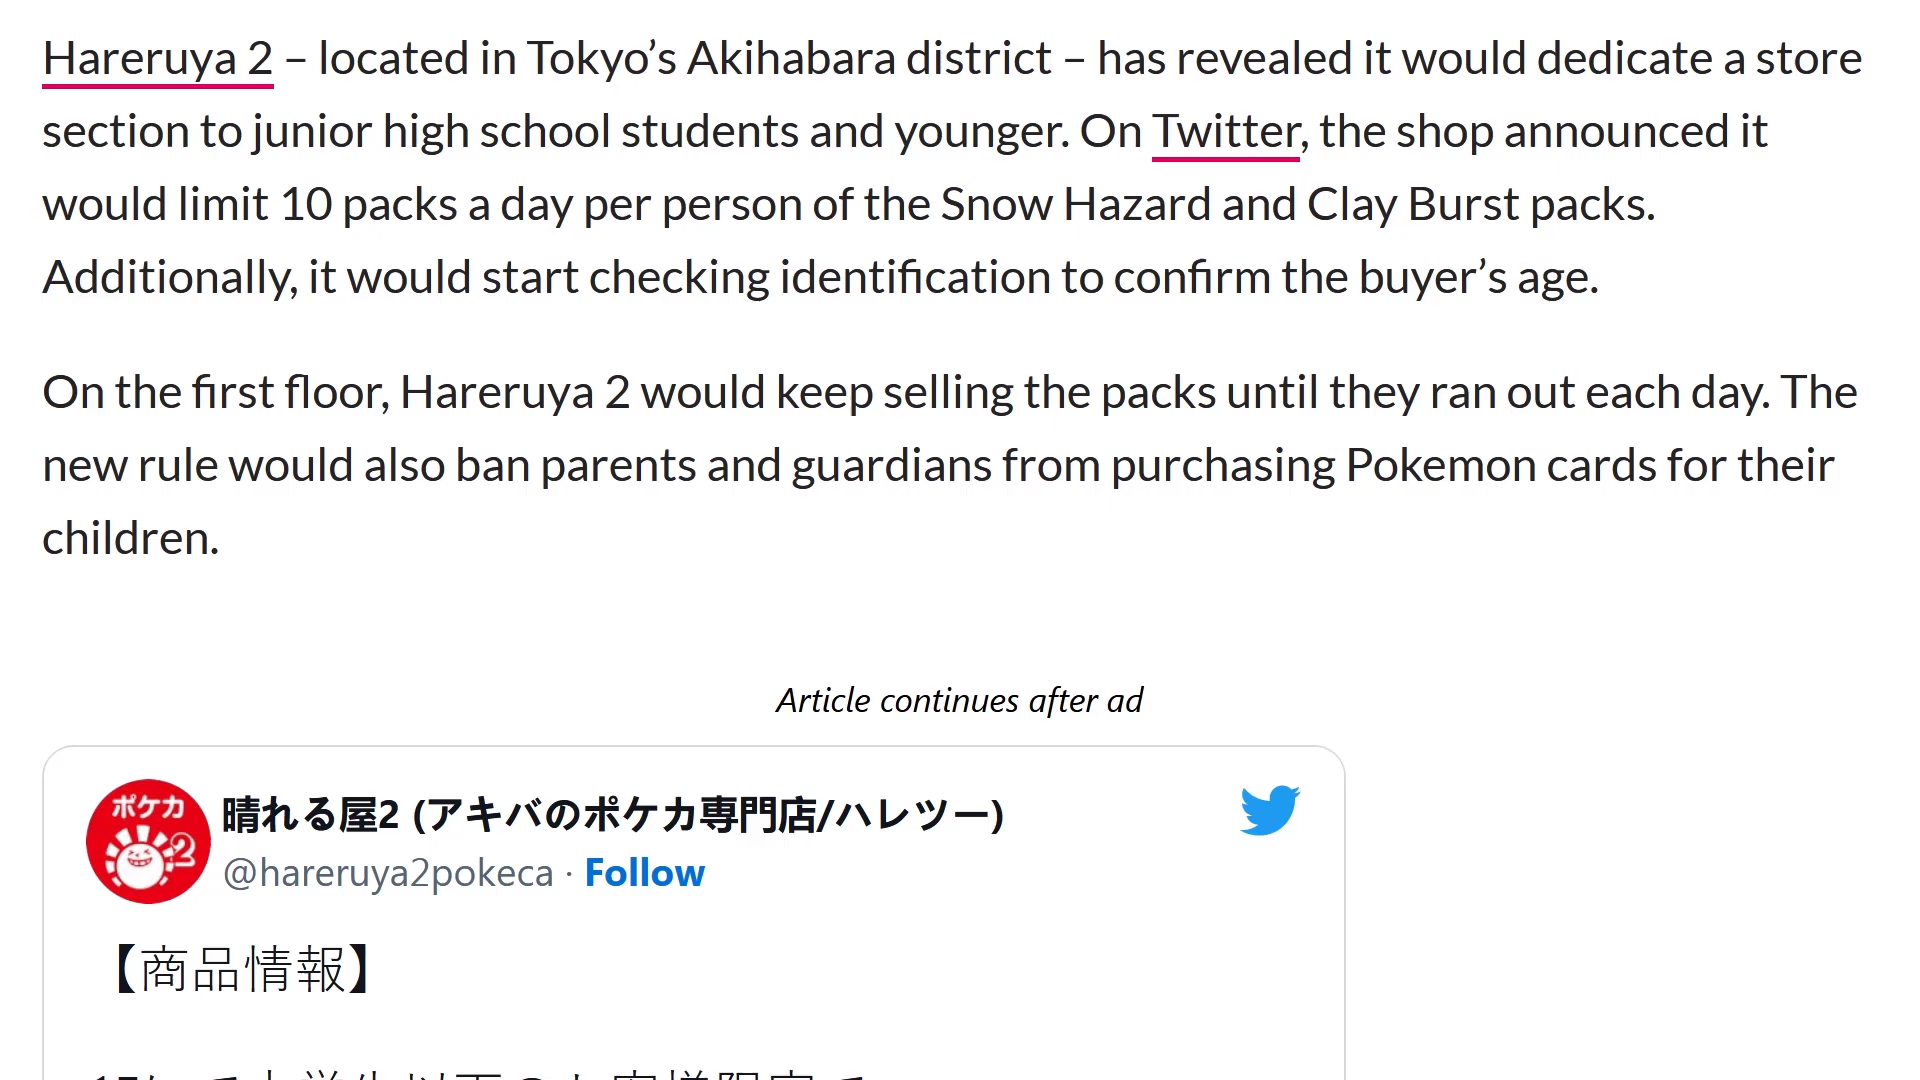 Hareruya 2 – located in Tokyo’s Akihabara district – has revealed it would dedicate a store
section to junior high school students and younger. On Twitter, the shop announced it
would limit 10 packs a day per person of the Snow Hazard and Clay Burst packs.
Additionally, it would start checking identification to confirm the buyer’s age.
On the first floor, Hareruya 2 would keep selling the packs until they ran out each day. The
new rule would also ban parents and guardians from purchasing Pokemon cards for their
children.
Article continues after ad
ポケカ
2
晴れる屋2 (アキバのポケカ専門店/ハレツー)
@hareruya2pokeca · Follow
【商品情報】